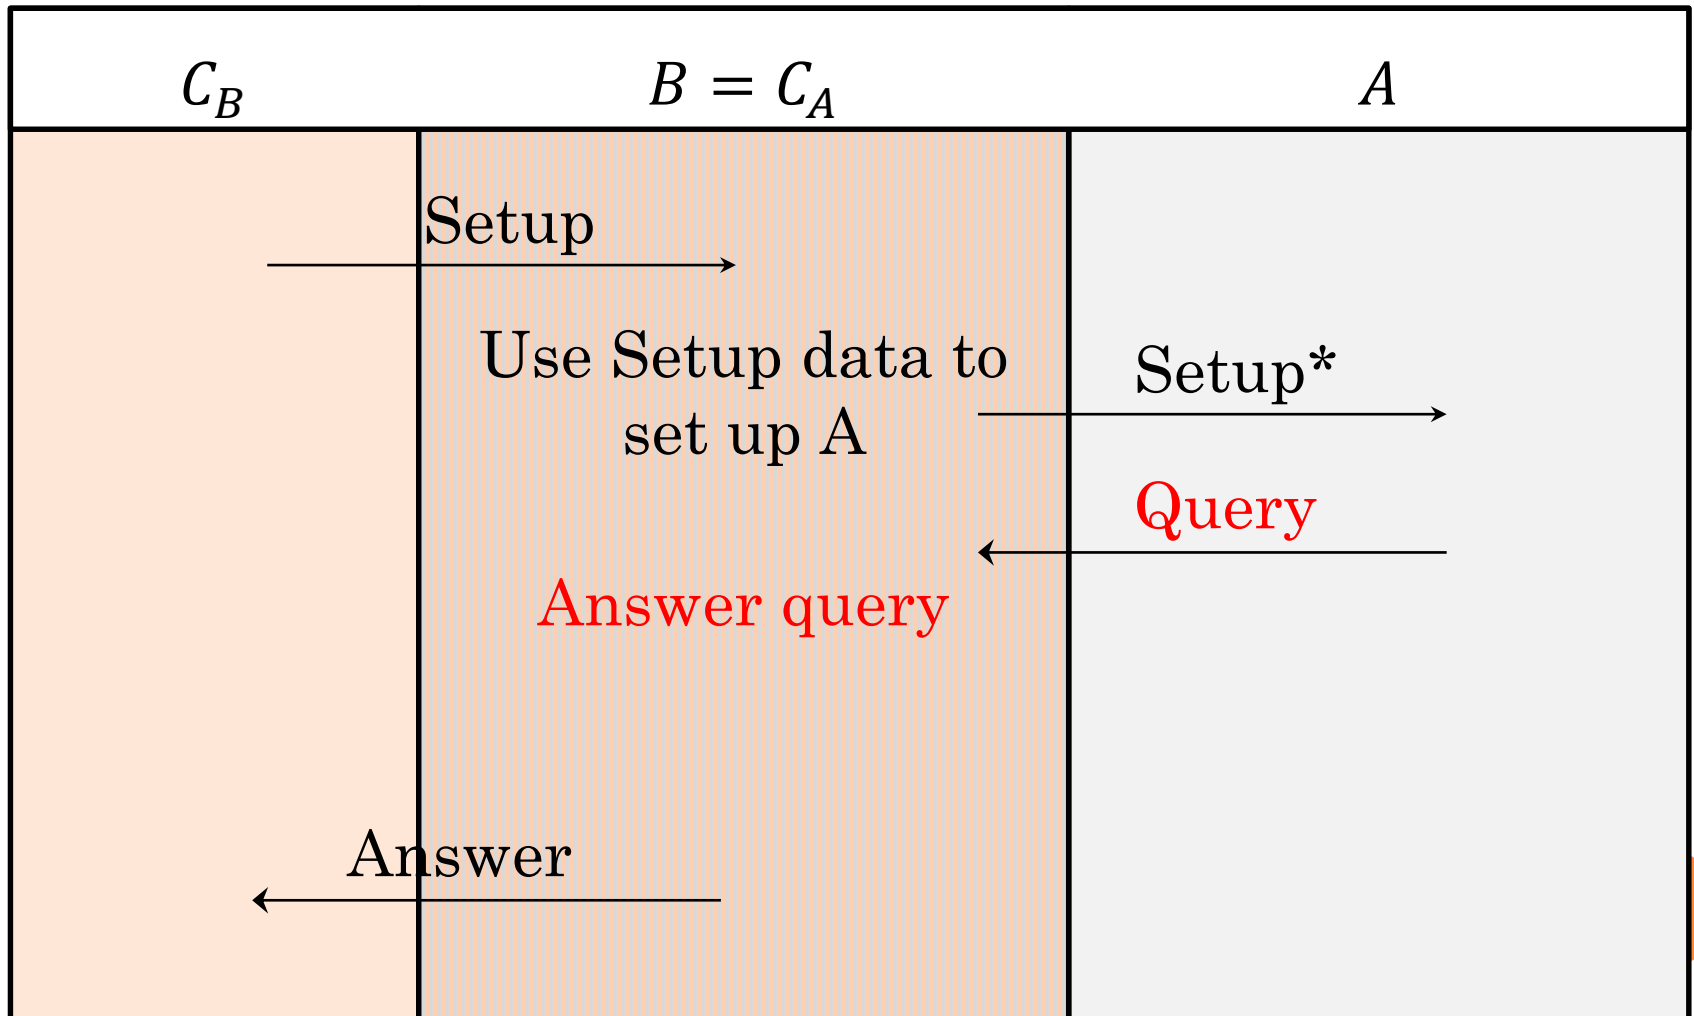 C_B
B = C_A
A
Setup
Use Setup data to
set up A
Setup*
Query
Answer query
Answer